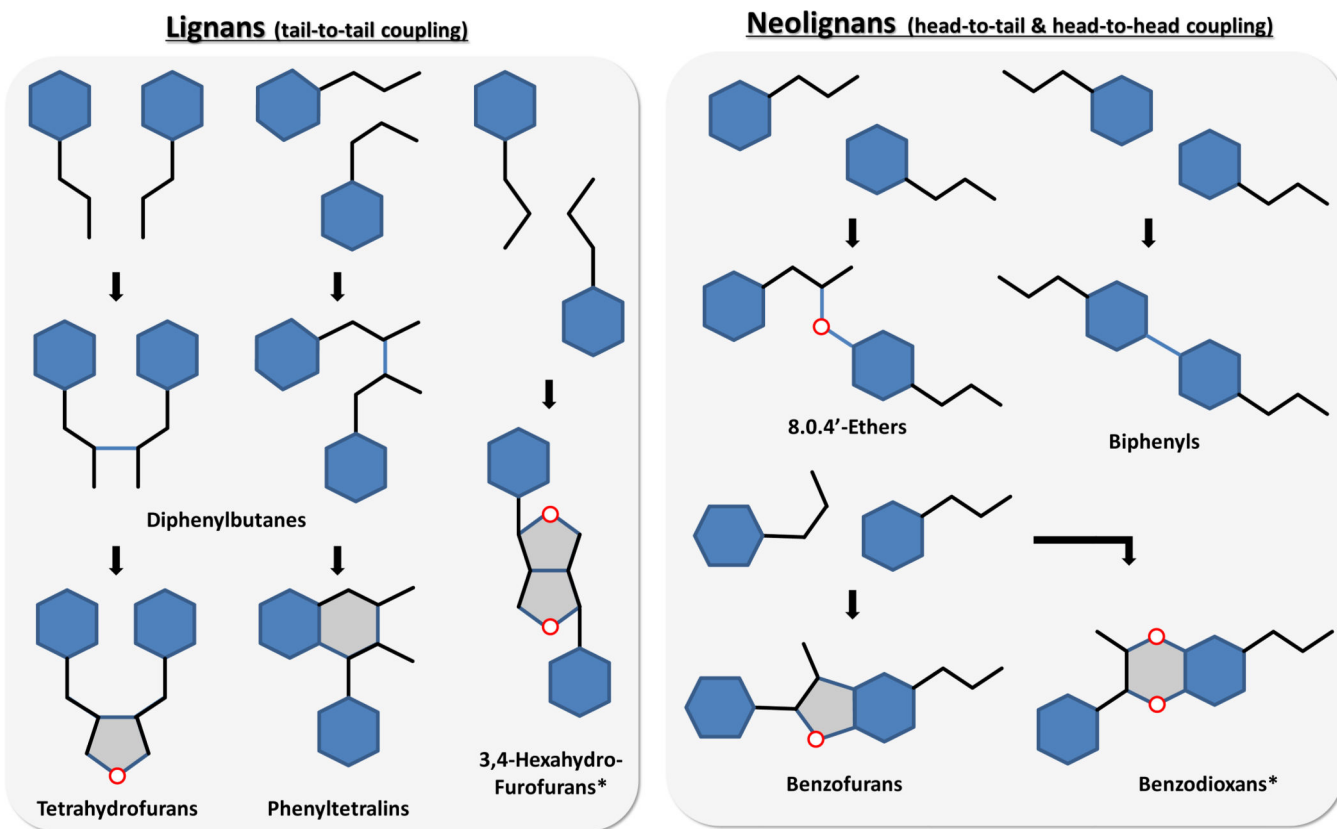 Lignans (tail-to-tail coupling)
Diphenylbutanes
Tetrahydrofurans
Phenyltetralins
3,4-Hexahydro-
Furofurans*
Neolignans (head-to-tail & head-to-head coupling)
8.0.4’-Ethers
Biphenyls
Benzofurans
Benzodioxans*